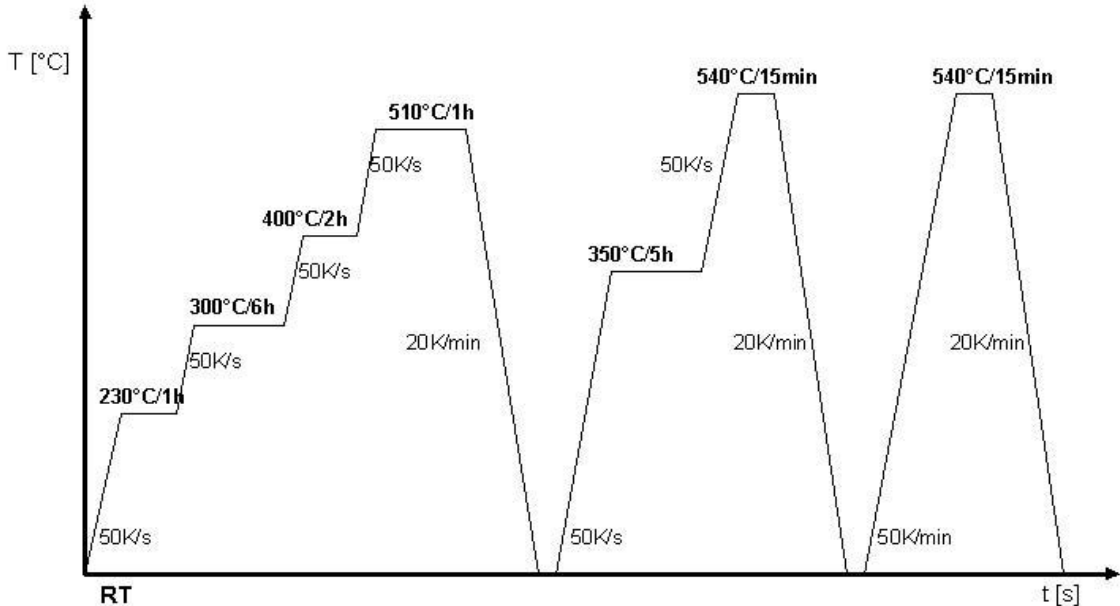 T [°C]
540°C/15min
540°C/15min
510°C/1h
50K/s
50K/s
400°C/2h
50K/s
350°C/5h
300°C/6h
50K/s
20K/min
20K/min
20K/min
230°C/1h
50K/s
50K/s
50K/min
RT
t [s]